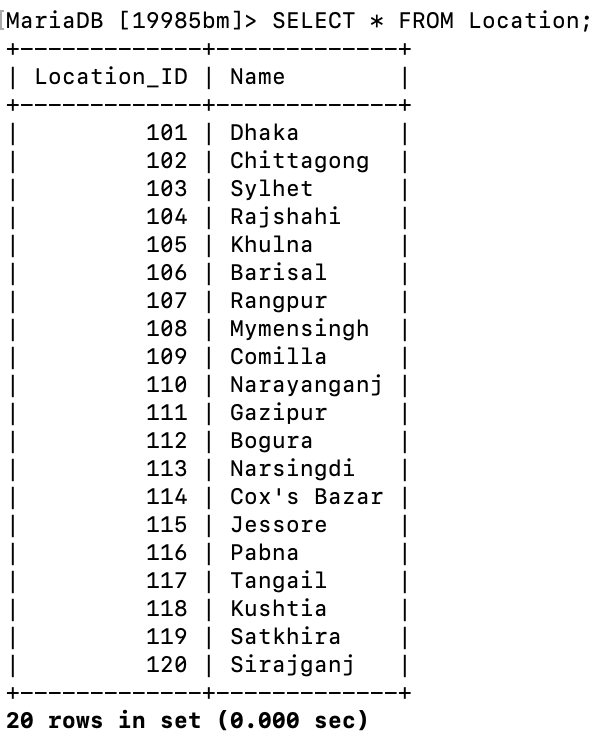 [MariaDB [19985bm]> SELECT * FROM Location;
+-------------+-------------+
| Location_ID | Name        |
+-------------+-------------+
|         101 | Dhaka       |
|         102 | Chittagong  |
|         103 | Sylhet      |
|         104 | Rajshahi    |
|         105 | Khulna      |
|         106 | Barisal     |
|         107 | Rangpur     |
|         108 | Mymensingh  |
|         109 | Comilla     |
|         110 | Narayanganj |
|         111 | Gazipur     |
|         112 | Bogura      |
|         113 | Narsingdi   |
|         114 | Cox's Bazar |
|         115 | Jessore     |
|         116 | Pabna       |
|         117 | Tangail     |
|         118 | Kushtia     |
|         119 | Satkhira    |
|         120 | Sirajganj   |
+-------------+-------------+
20 rows in set (0.000 sec)